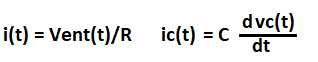 i(t) = Vent(t)/R ic(t) = C dvc(t)
dt